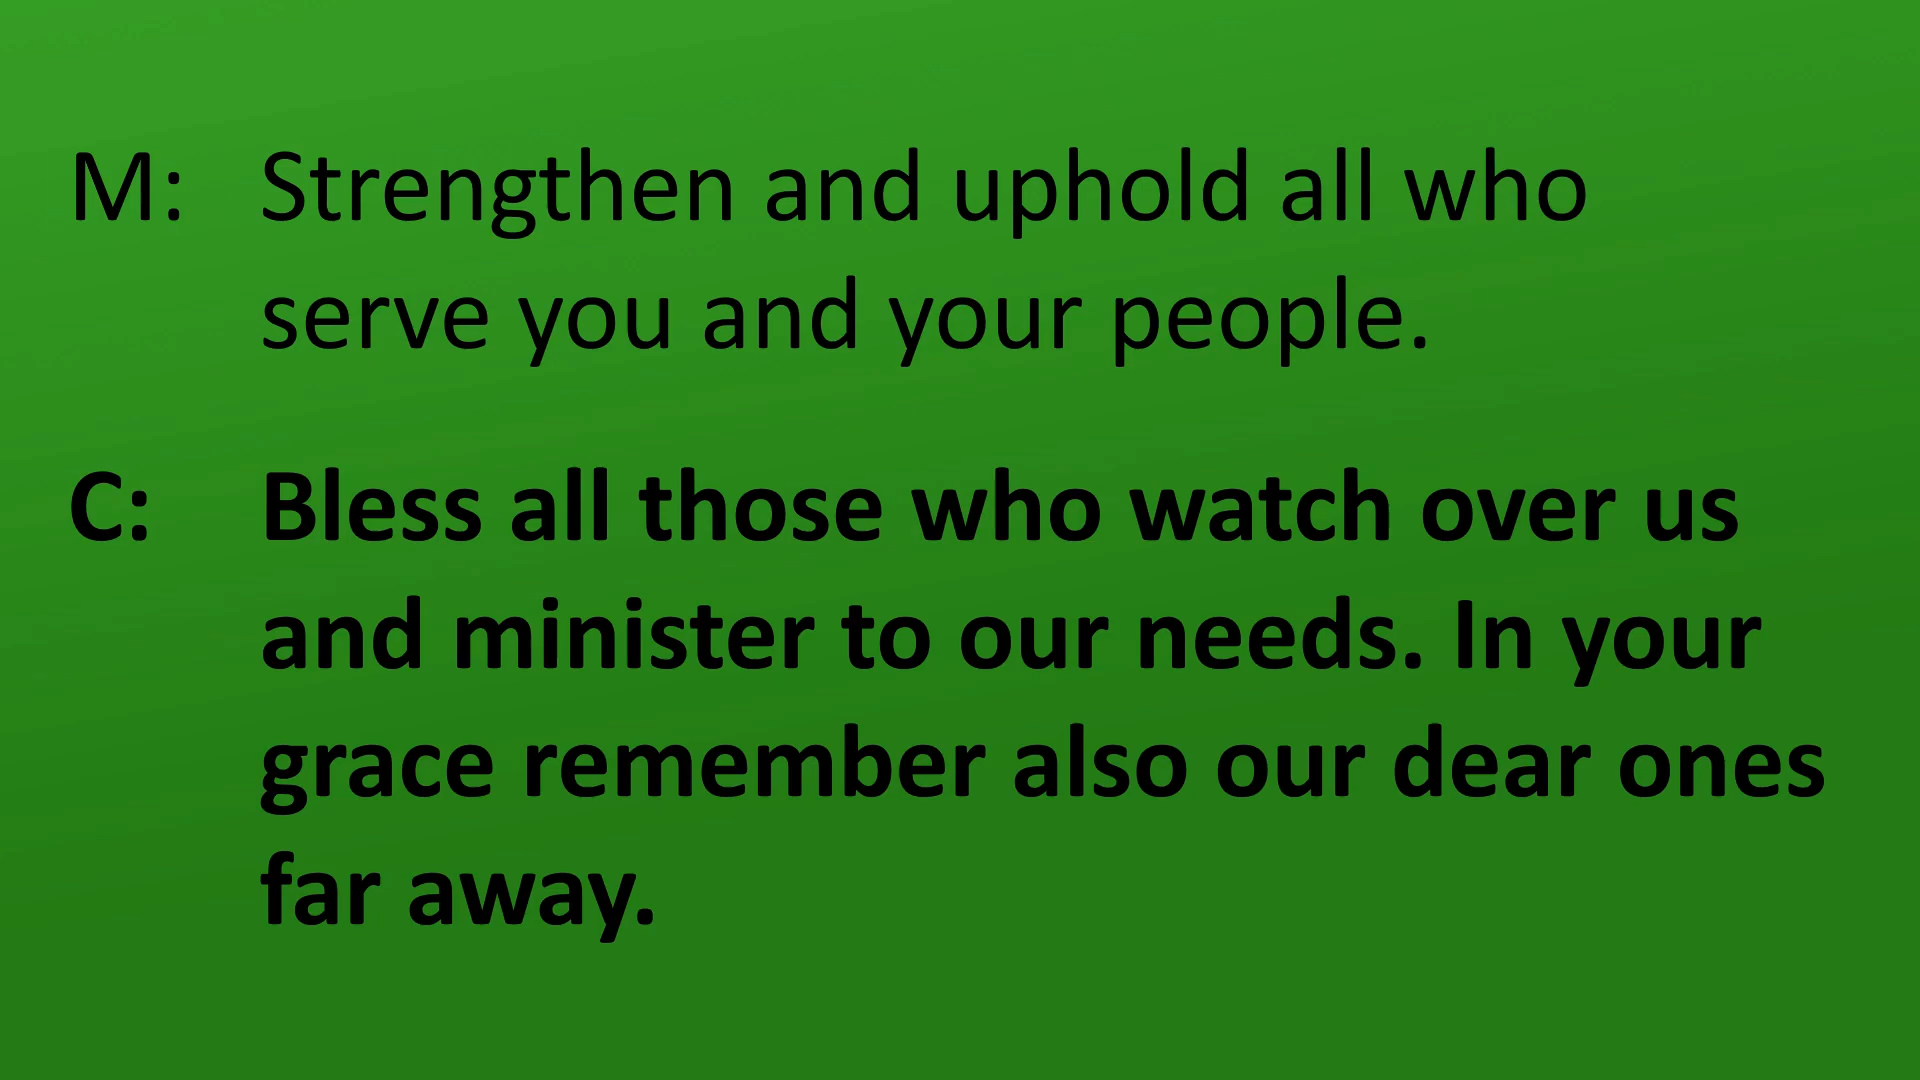 M: Strengthen and uphold all who
serve you and your people.
C: Bless all those who watch over us
and minister to our needs. In your
grace remember also our dear ones
far away.